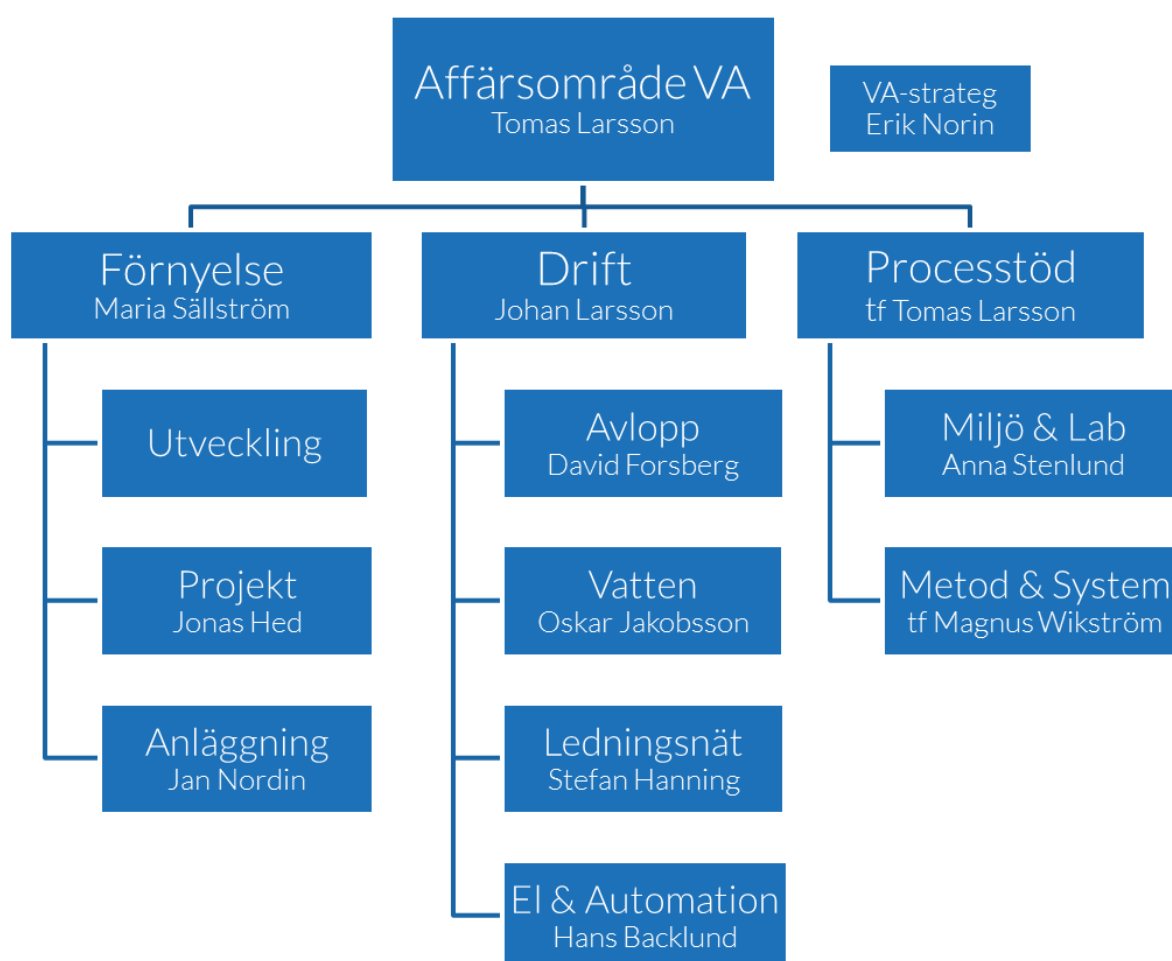 Affärsområde VA
Tomas Larsson
VA-strateg
Erik Norin
Förnyelse
Maria Sällström
Drift
Johan Larsson
Processtöd
tf Tomas Larsson
Utveckling
Projekt
Jonas Hed
Anläggning
Jan Nordin
Avlopp
David Forsberg
Vatten
Oskar Jakobsson
Ledningsnät
Stefan Hanning
El & Automation
Hans Backlund
Miljö & Lab
Anna Stenlund
Metod & System
tf Magnus Wikström